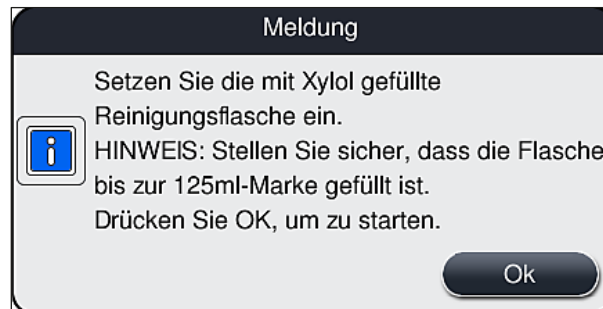 Meldung
Setzen Sie die mit Xylol gefüllte
Reinigungsflasche ein.
HINWEIS: Stellen Sie sicher, dass die Flasche
bis zur 125ml-Marke gefüllt ist.
Drücken Sie OK, um zu starten.
Ok